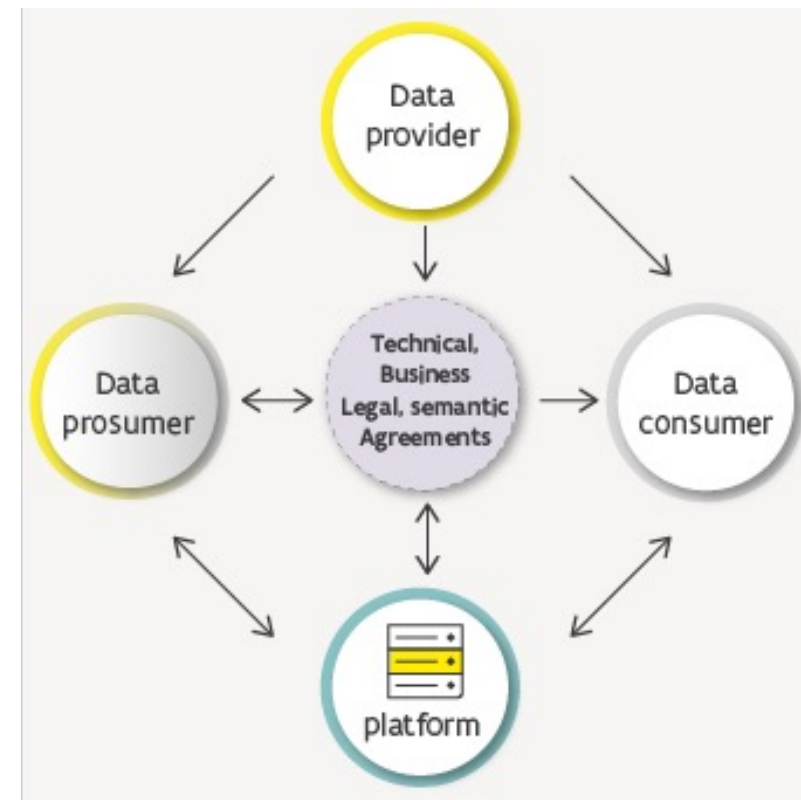 Data
provider
Technical,
Business
Legal, semantic
Agreements
Data
prosumer
Data
consumer
platform